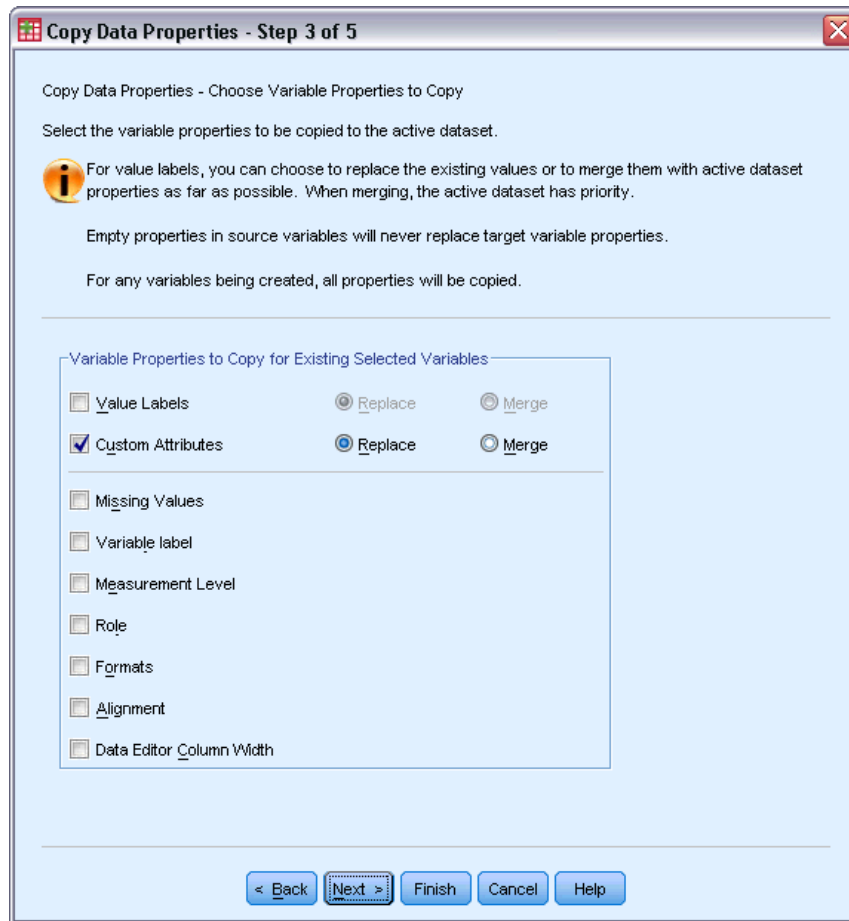 Copy Data Properties - Step 3 of 5
Copy Data Properties - Choose Variable Properties to Copy
Select the variable properties to be copied to the active dataset.
For value labels, you can choose to replace the existing values or to merge them with active dataset
properties as far as possible. When merging, the active dataset has priority.
Empty properties in source variables will never replace target variable properties.
For any variables being created, all properties will be copied.
Variable Properties to Copy for Existing Selected Variables
Value Labels Replace Merge
Custom Attributes Replace Merge
Missing Values
Variable label
Measurement Level
Role
Formats
Alignment
Data Editor Column Width
< Back Next > Finish Cancel Help